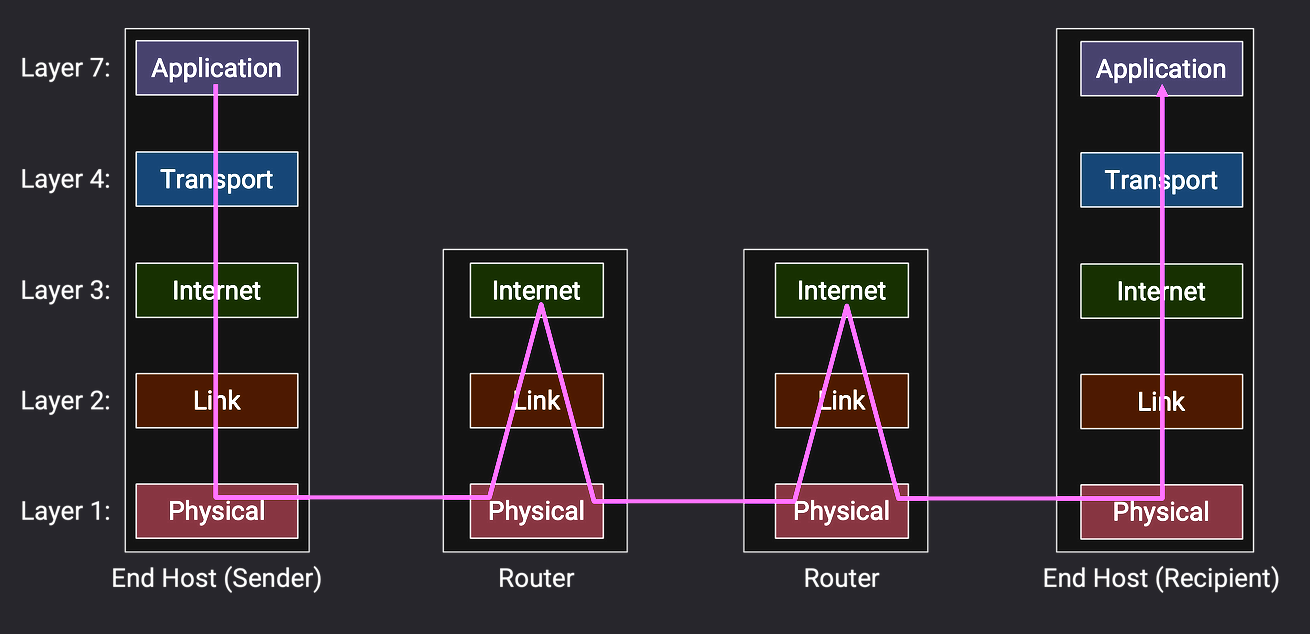 Layer 7: Application Application
Layer 4: Transport Transport
Layer 3: Internet Internet Internet Internet
Layer 2: Link Link Link Link
Layer 1: Physical Physical Physical Physical
End Host (Sender) Router Router End Host (Recipient)